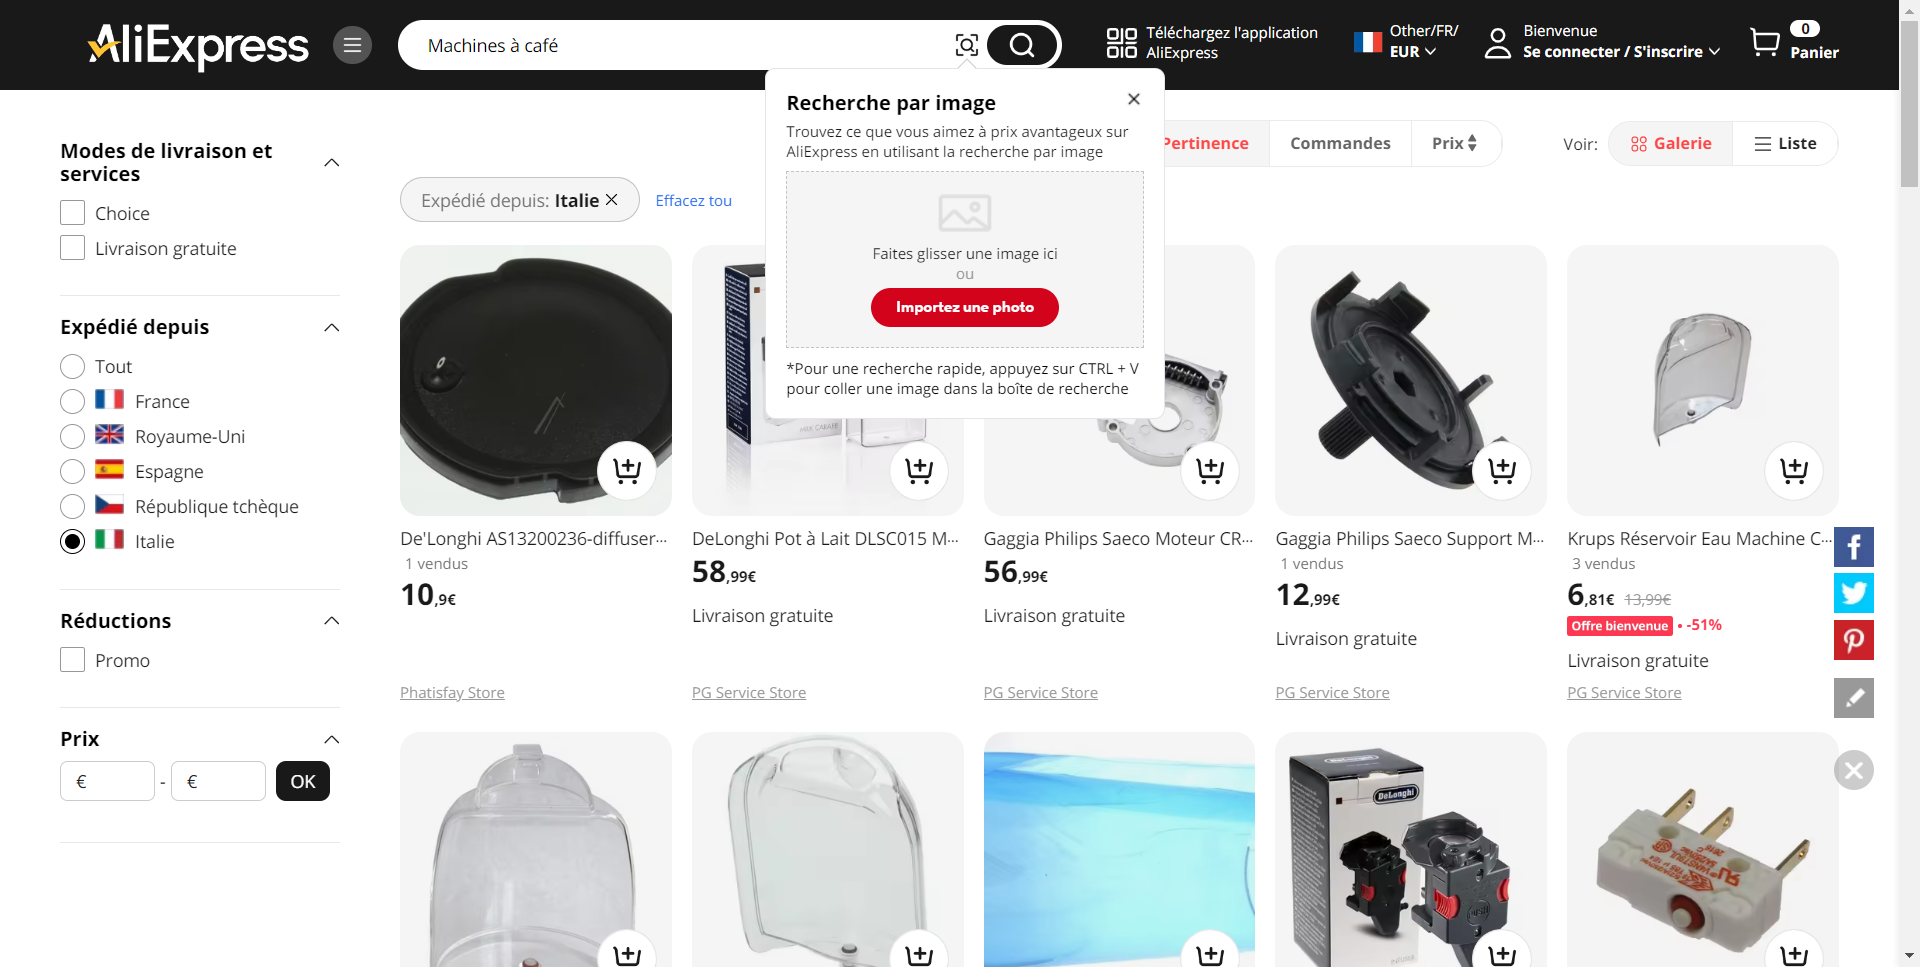 AliExpress
Machines à café
Téléchargez l'application
AliExpress
Other/FR/
EUR
Bienvenue
Se connecter / S'inscrire
0
Panier
Recherche par image
Trouvez ce que vous aimez à prix avantageux sur
AliExpress en utilisant la recherche par image
Faites glisser une image ici
ou
Importez une photo
*Pour une recherche rapide, appuyez sur CTRL + V
pour coller une image dans la boîte de recherche
Pertinence
Commandes
Prix
Voir:
Galerie
Liste
Modes de livraison et
services
Choice
Livraison gratuite
Expédié depuis
Tout
France
Royaume-Uni
Espagne
République tchèque
Italie
Réductions
Promo
Prix
€ - € OK
Expédié depuis: Italie
Effacez tou
MILK CARAFE
De'Longhi AS13200236-diffuser...
1 vendus
10,9€
Phatisfay Store
DeLonghi Pot à Lait DLSC015 M...
58,99€
Livraison gratuite
PG Service Store
Gaggia Philips Saeco Moteur CR...
56,99€
Livraison gratuite
PG Service Store
Gaggia Philips Saeco Support M...
1 vendus
12,99€
Livraison gratuite
PG Service Store
Krups Réservoir Eau Machine C...
3 vendus
6,81€ 13,99€
Offre bienvenue • -51%
Livraison gratuite
PG Service Store
DeLonghi
DeLonghi